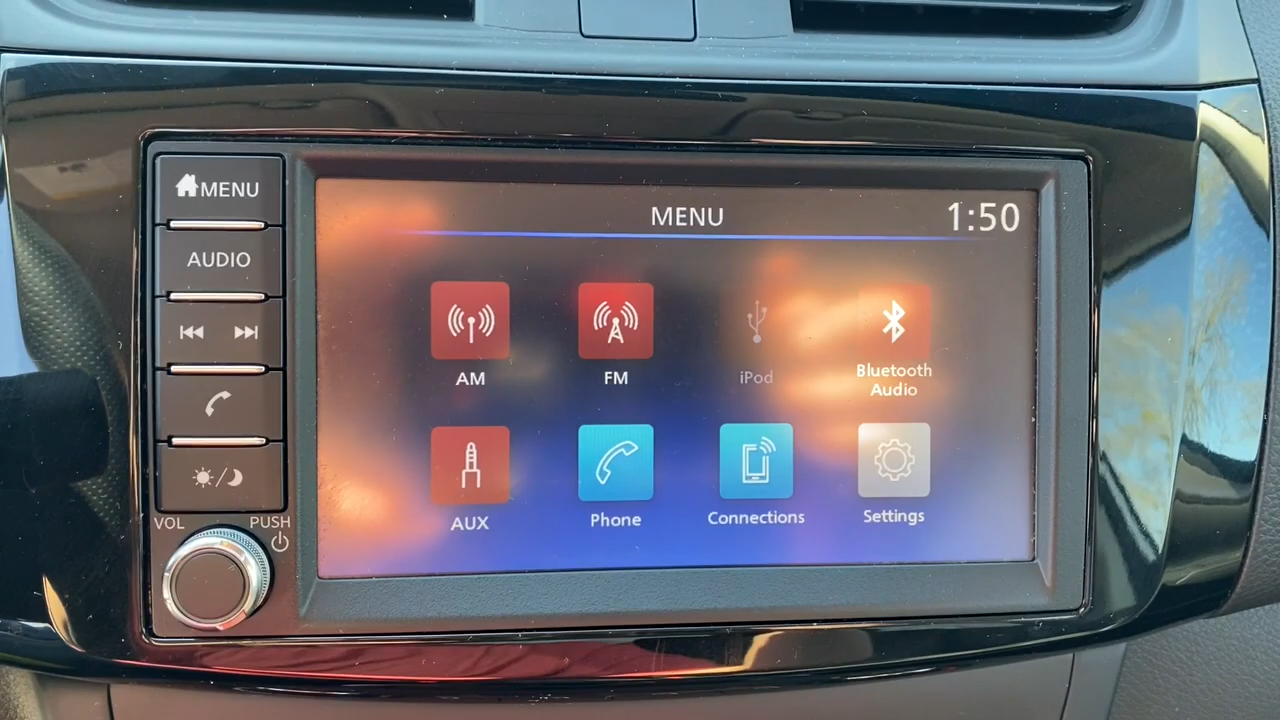 MENU
AUDIO
VOL
PUSH
MENU
1:50
AM
FM
iPod
Bluetooth
Audio
AUX
Phone
Connections
Settings